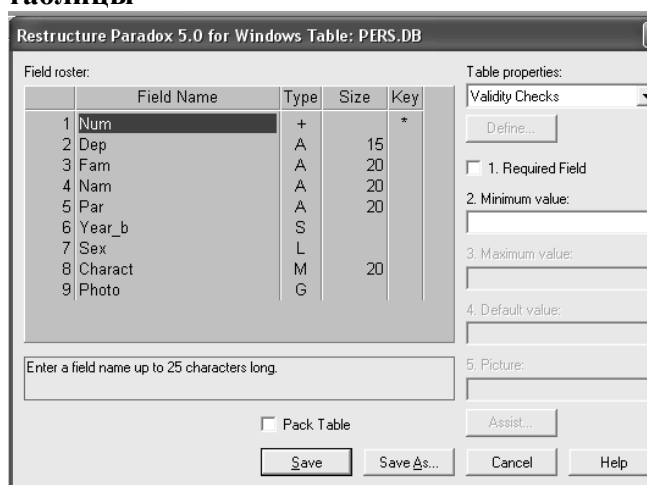 таблицы
Restructure Paradox 5.0 for Windows Table: PERS.DB
Field roster:
Field Name Type Size Key
1 Num + *
2 Dep A 15
3 Fam A 20
4 Nam A 20
5 Par A 20
6 Year_b S
7 Sex L
8 Charact M 20
9 Photo G
Enter a field name up to 25 characters long.
Pack Table
Save Save As...
Table properties:
Validity Checks
Define...
1. Required Field
2. Minimum value:
3. Maximum value:
4. Default value:
5. Picture:
Assist...
Cancel Help